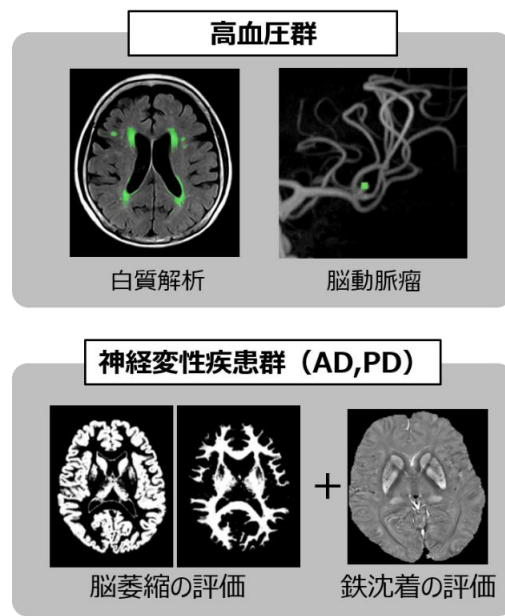 高血圧群
白質解析
脳動脈瘤
神経変性疾患群（AD,PD）
+
脳萎縮の評価
鉄沈着の評価